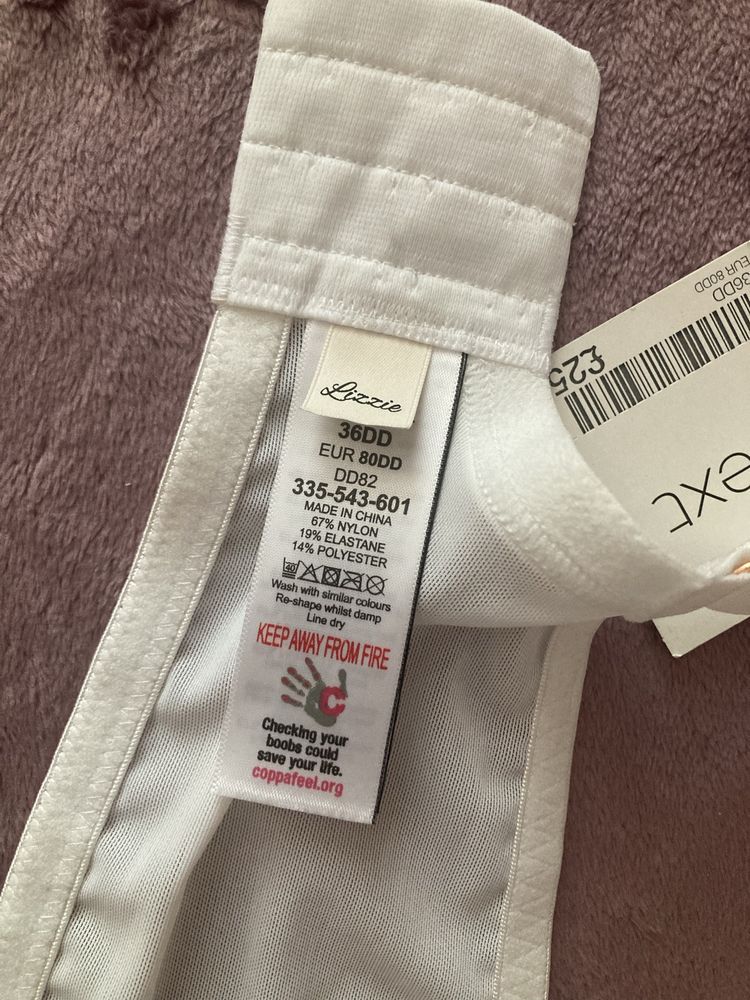 Lizzie
36DD
EUR 80DD
DD82
335-543-601
MADE IN CHINA
67% NYLON
19% ELASTANE
14% POLYESTER
40
Wash with similar colours
Re-shape whilst damp
Line dry
KEEP AWAY FROM FIRE
C
Checking your
boobs could
save your life.
coppafeel.org
36DD
EUR 80DD
£25
ext